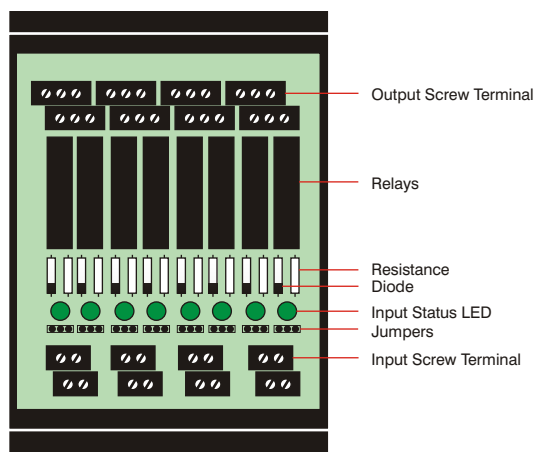 Output Screw Terminal
Relays
Resistance
Diode
Input Status LED
Jumpers
Input Screw Terminal